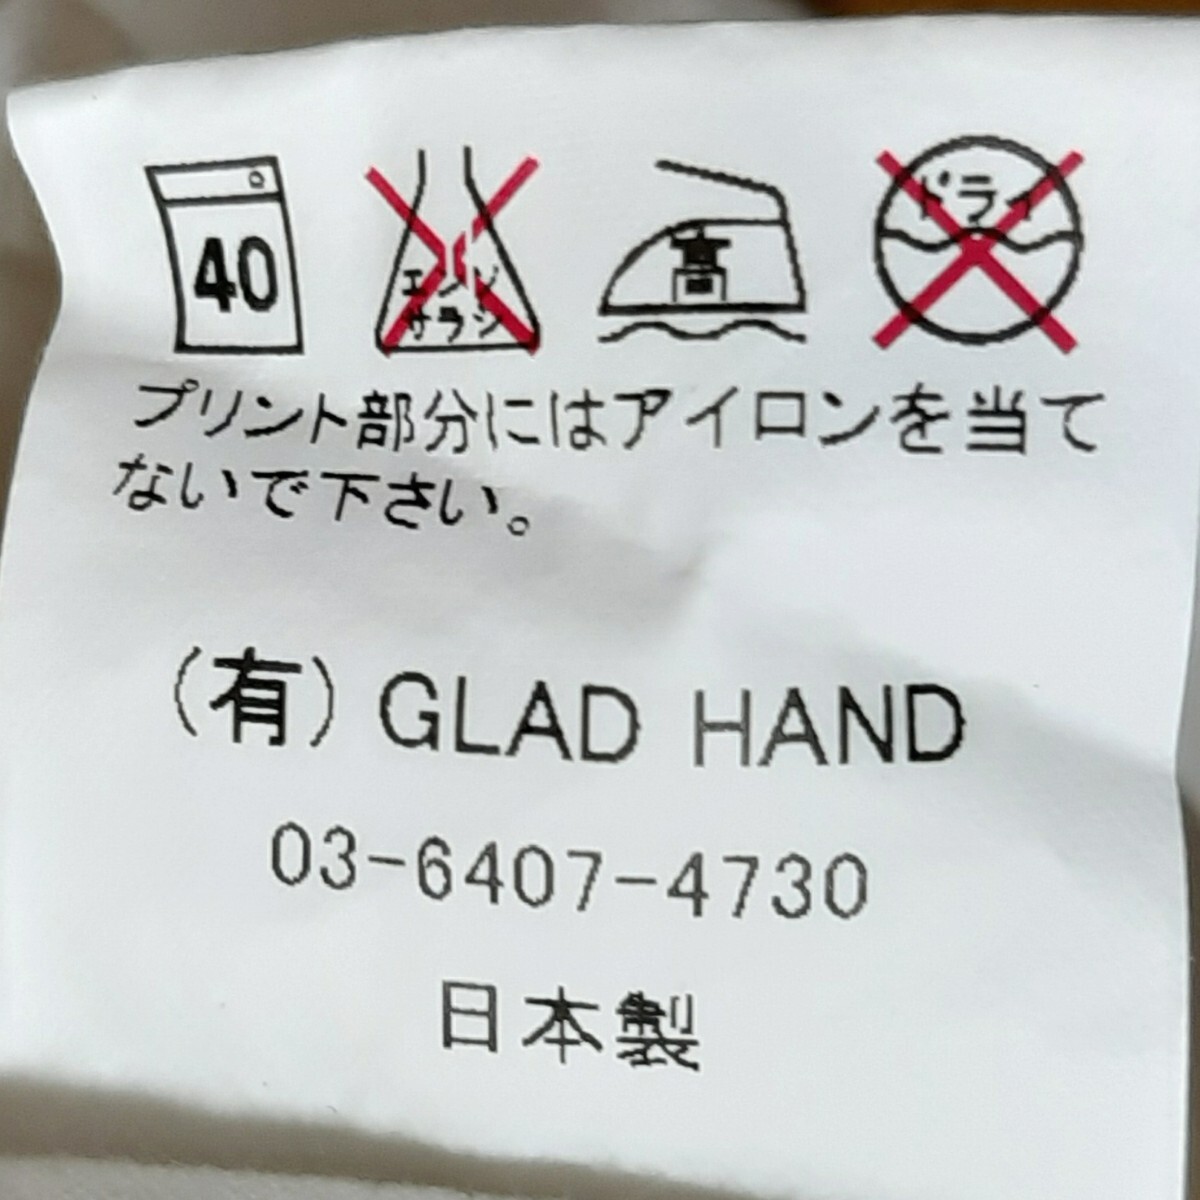 40 エンソ サラシ 高 ドライ
プリント部分にはアイロンを当て
ないで下さい。
(有) GLAD HAND
03-6407-4730
日本製